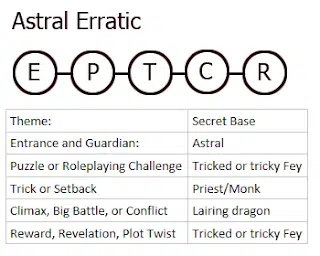 Astral Erratic
E P T C R
Theme: Secret Base
Entrance and Guardian: Astral
Puzzle or Roleplaying Challenge Tricked or tricky Fey
Trick or Setback Priest/Monk
Climax, Big Battle, or Conflict Lairing dragon
Reward, Revelation, Plot Twist Tricked or tricky Fey